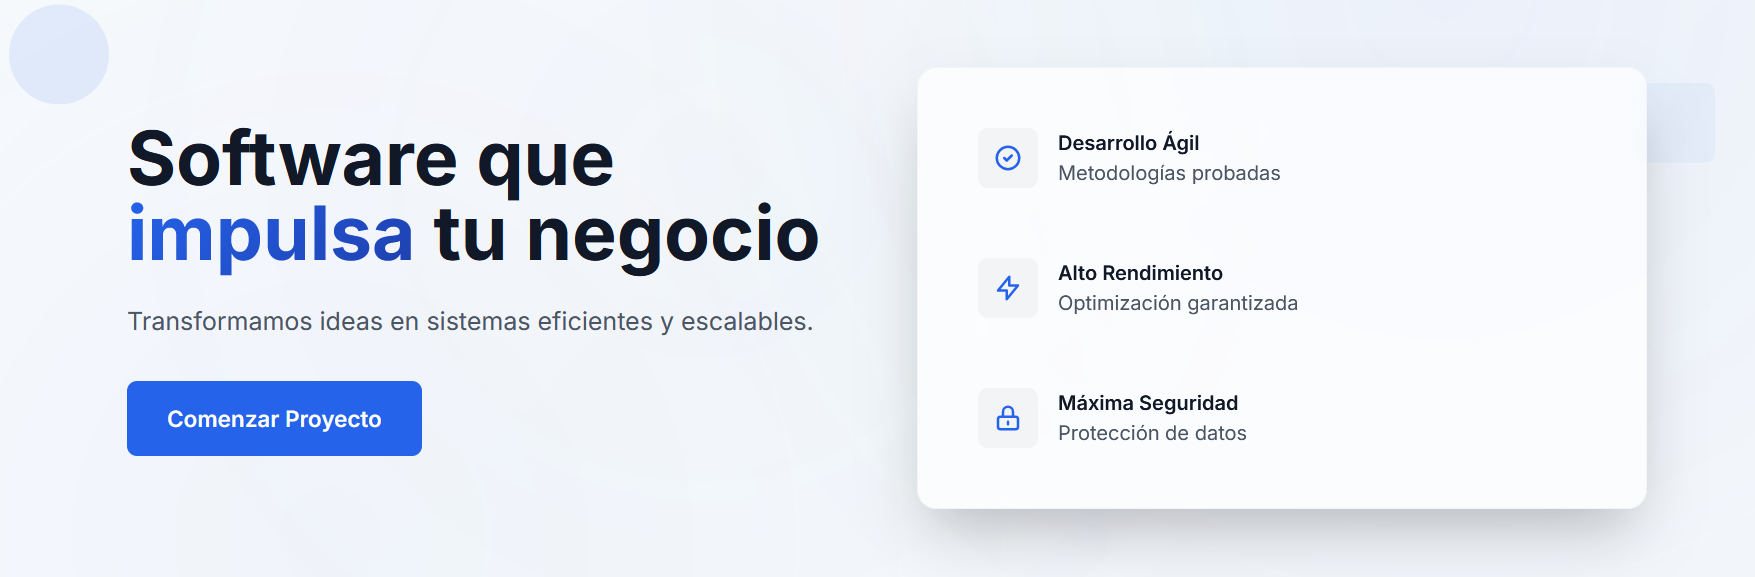 Software que
impulsa tu negocio
Transformamos ideas en sistemas eficientes y escalables.
Comenzar Proyecto
Desarrollo Ágil
Metodologías probadas
Alto Rendimiento
Optimización garantizada
Máxima Seguridad
Protección de datos